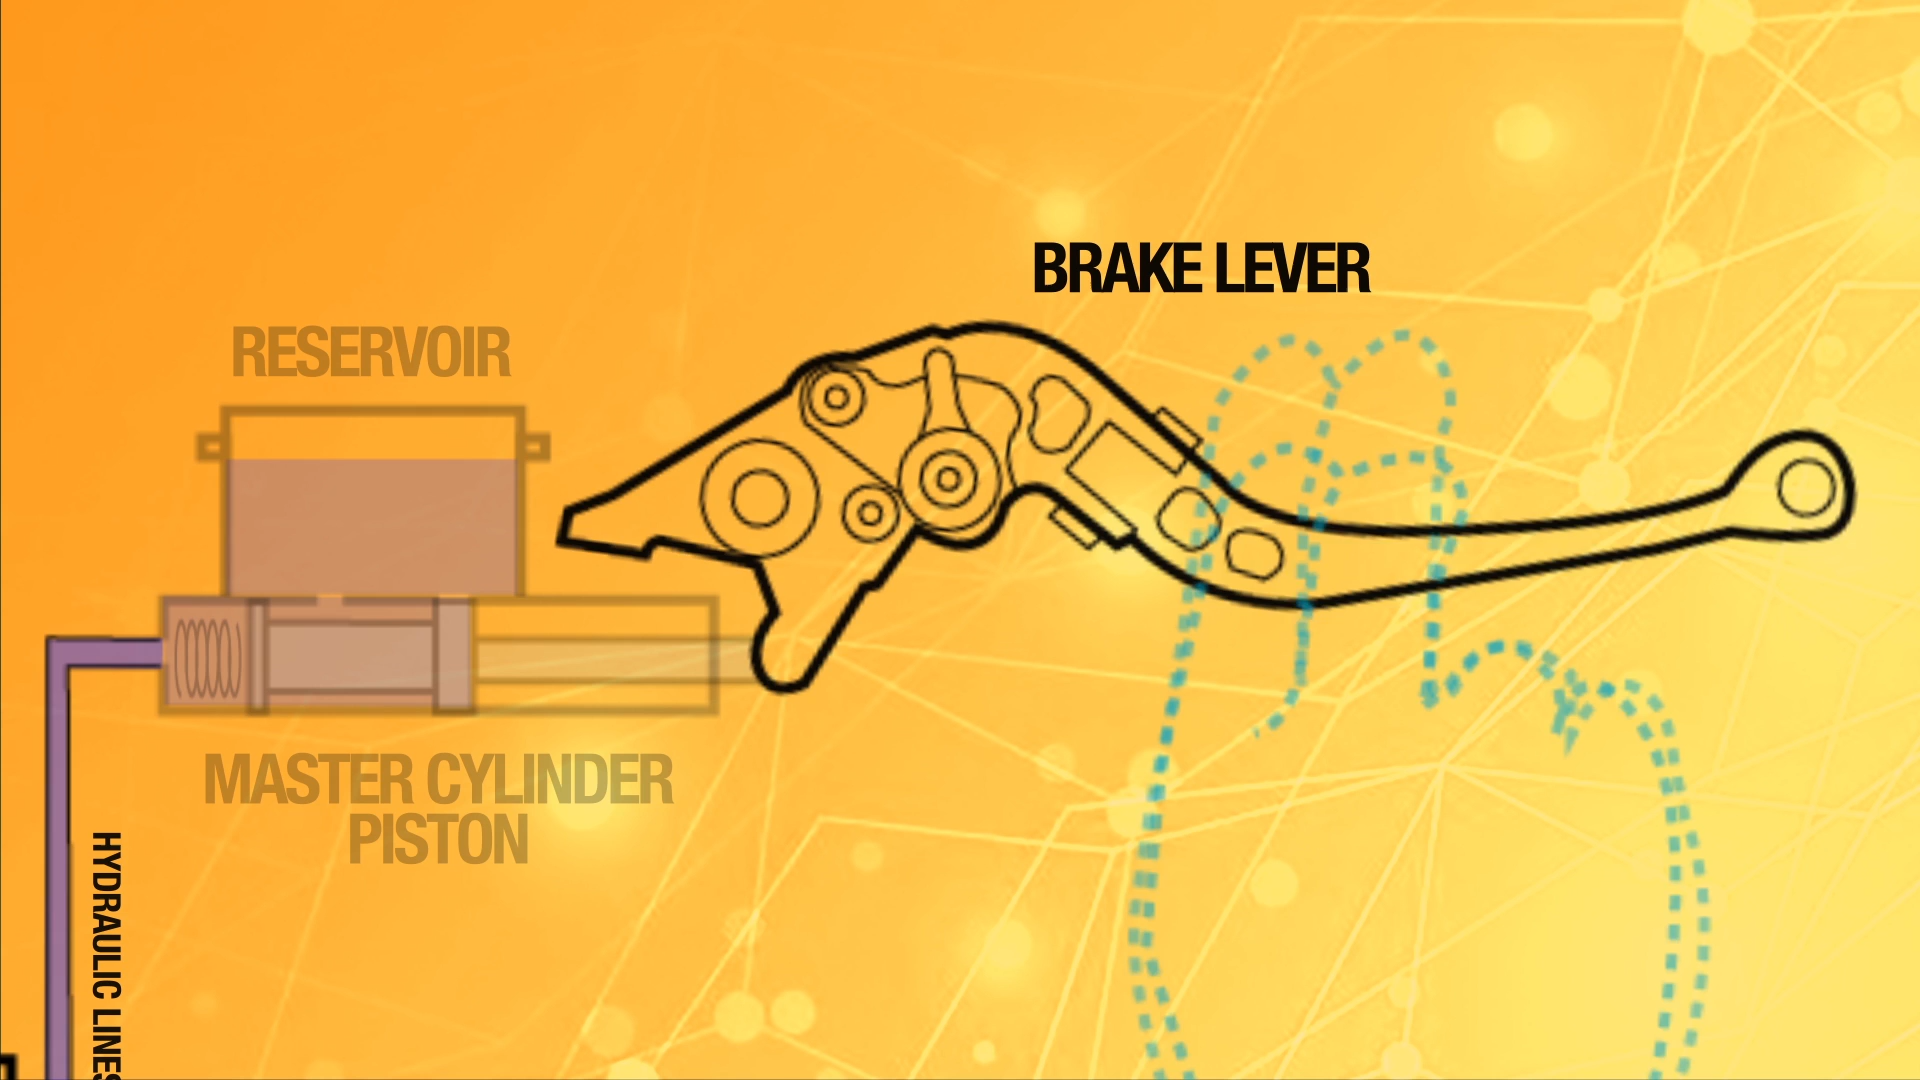 BRAKE LEVER
RESERVOIR
MASTER CYLINDER
PISTON
HYDRAULIC LINES